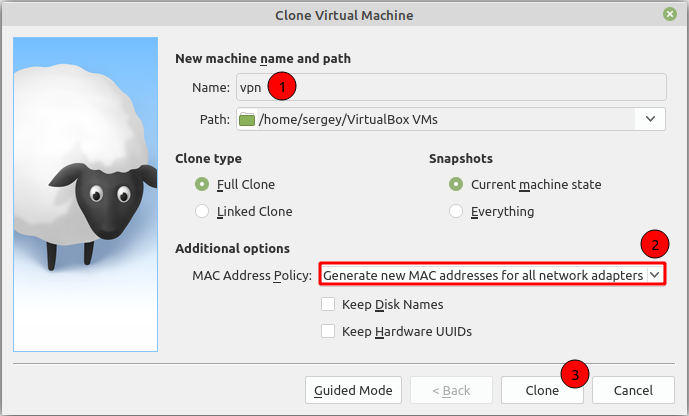 Clone Virtual Machine
New machine name and path
Name: vpn 1
Path: /home/sergey/VirtualBox VMs
Clone type Snapshots
Full Clone Current machine state
Linked Clone Everything
Additional options 2
MAC Address Policy: Generate new MAC addresses for all network adapters
Keep Disk Names
Keep Hardware UUIDs
3
Guided Mode < Back Clone Cancel